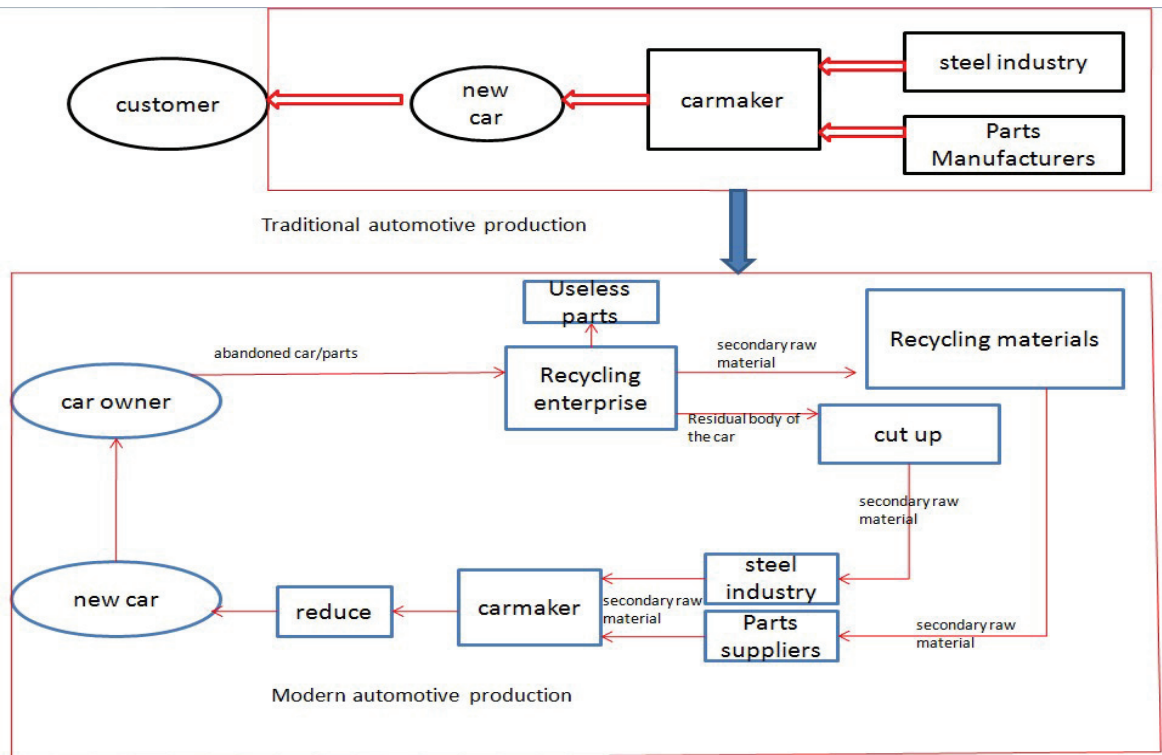 customer
new
car
carmaker
steel industry
Parts
Manufacturers
Traditional automotive production
Useless
parts
abandoned car/parts
Recycling
enterprise
secondary raw
material
Recycling materials
car owner
Residual body of
the car
cut up
secondary raw
material
new car
reduce
carmaker
secondary raw
material
steel
industry
Parts
suppliers
secondary raw
material
Modern automotive production